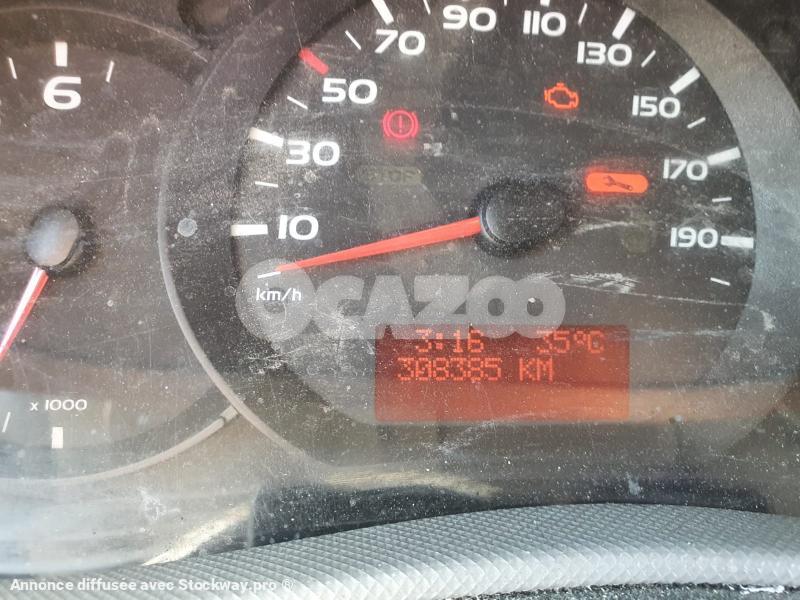 6
x 1000
10
30
50
70
90
110
130
150
170
190
km/h
STOP
OCAZOO
3:16 35°C
308385 KM
Annonce diffusée avec Stockway.pro ®